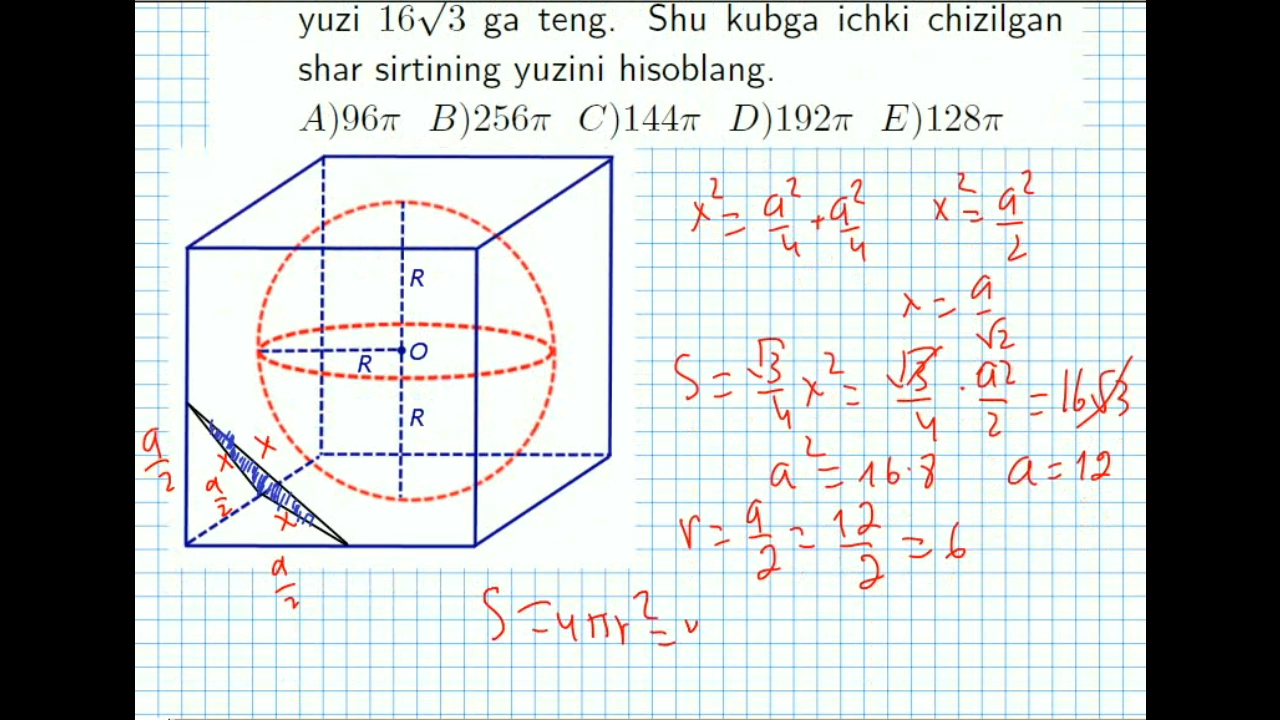 yuzi 16√3 ga teng. Shu kubga ichki chizilgan
shar sirtining yuzini hisoblang.
A)96π B)256π C)144π D)192π E)128π
x² = a²/4 + a²/4 x² = a²/2
x = a/√2
R
O
R
R
S = √3/4 x² = √3/4 · a²/2 = 16√3
a² = 16·8 a = 12
r = a/2 = 12/2 = 6
a/2
x
x
a/2
x
a/2
S = 4πr² =